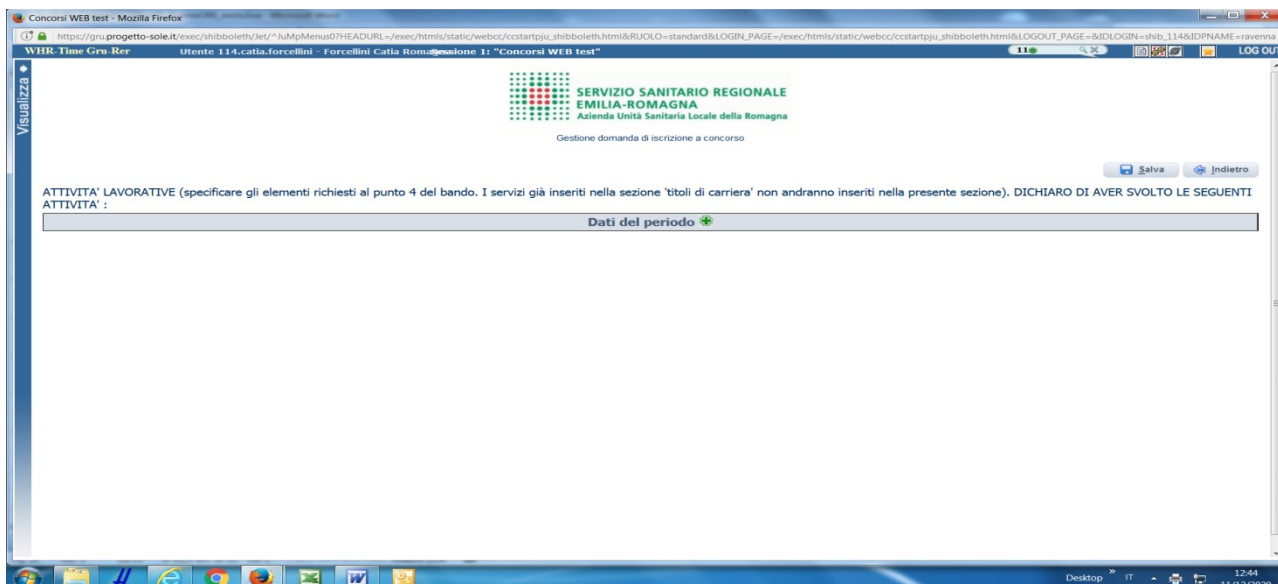 Concorsi WEB test - Mozilla Firefox
https://gru.progetto-sole.it/exec/shibboleth/Jet/^JuMpMenus0?HEADURL=/exec/htmls/static/webcc/ccstartpju_shibboleth.html&RUOLO=standard&LOGIN_PAGE=/exec/htmls/static/webcc/ccstartpju_shibboleth.html&LOGOUT_PAGE=&IDLOGIN=shib_114&IDPNAME=ravenna
WHR-Time Gru-Rer Utente 114.catia.forcellini - Forcellini Catia Romagna Sessione 1: "Concorsi WEB test" 11 LOG OUT
Visualizza
SERVIZIO SANITARIO REGIONALE
EMILIA-ROMAGNA
Azienda Unità Sanitaria Locale della Romagna
Gestione domanda di iscrizione a concorso
Salva Indietro
ATTIVITA' LAVORATIVE (specificare gli elementi richiesti al punto 4 del bando. I servizi già inseriti nella sezione 'titoli di carriera' non andranno inseriti nella presente sezione). DICHIARO DI AVER SVOLTO LE SEGUENTI
ATTIVITA' :
Dati del periodo
Desktop » IT 12:44